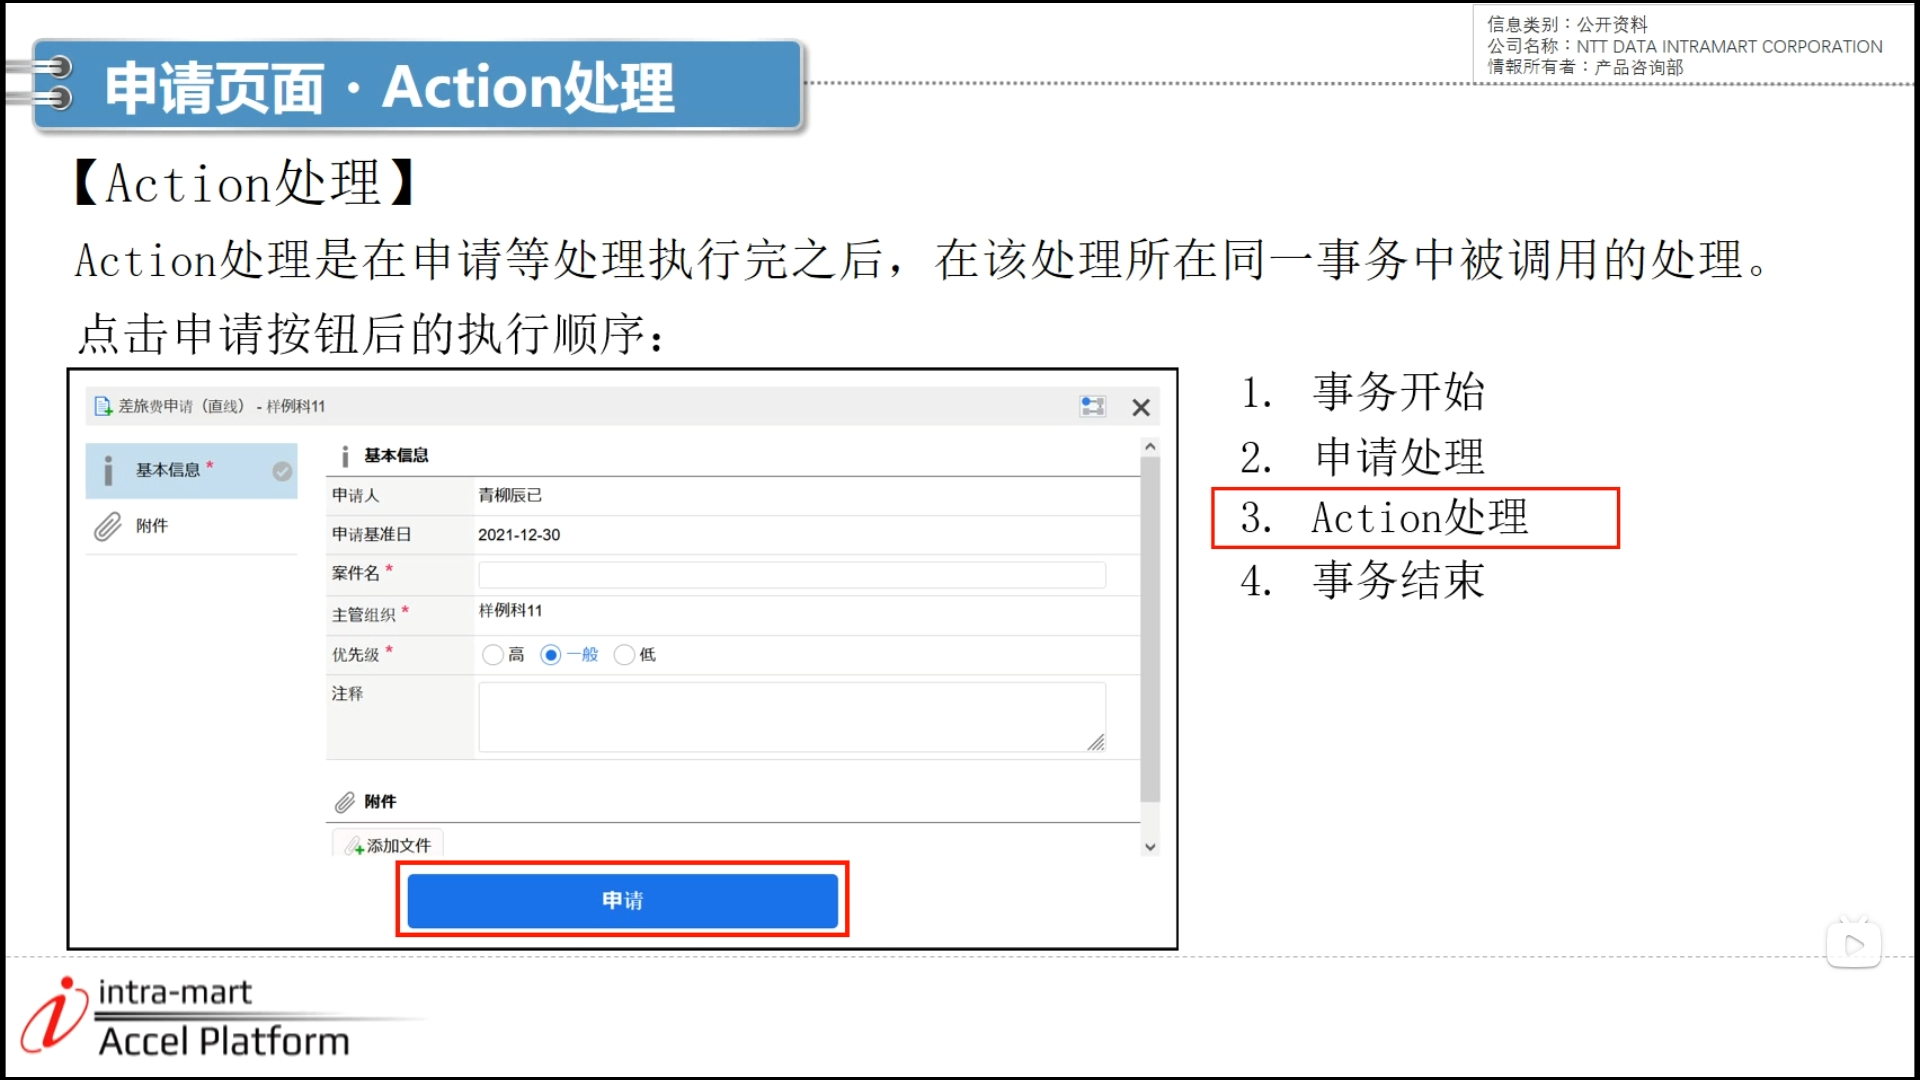 信息类别：公开资料
公司名称：NTT DATA INTRAMART CORPORATION
情報所有者：产品咨询部
申请页面・Action处理
【Action处理】
Action处理是在申请等处理执行完之后，在该处理所在同一事务中被调用的处理。
点击申请按钮后的执行顺序：
差旅费申请（直线） - 样例科11
基本信息 *
附件
基本信息
申请人 青柳辰已
申请基准日 2021-12-30
案件名 *
主管组织 * 样例科11
优先级 * 高 一般 低
注释
附件
添加文件
申请
1. 事务开始
2. 申请处理
3. Action处理
4. 事务结束
intra-mart
Accel Platform